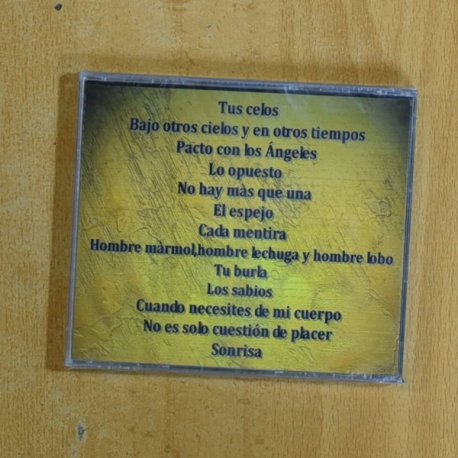 Tus celos
Bajo otros cielos y en otros tiempos
Pacto con los Ángeles
Lo opuesto
No hay màs que una
El espejo
Cada mentira
Hombre màrmol,hombre lechuga y hombre lobo
Tu burla
Los sabios
Cuando necesites de mi cuerpo
No es solo cuestión de placer
Sonrisa